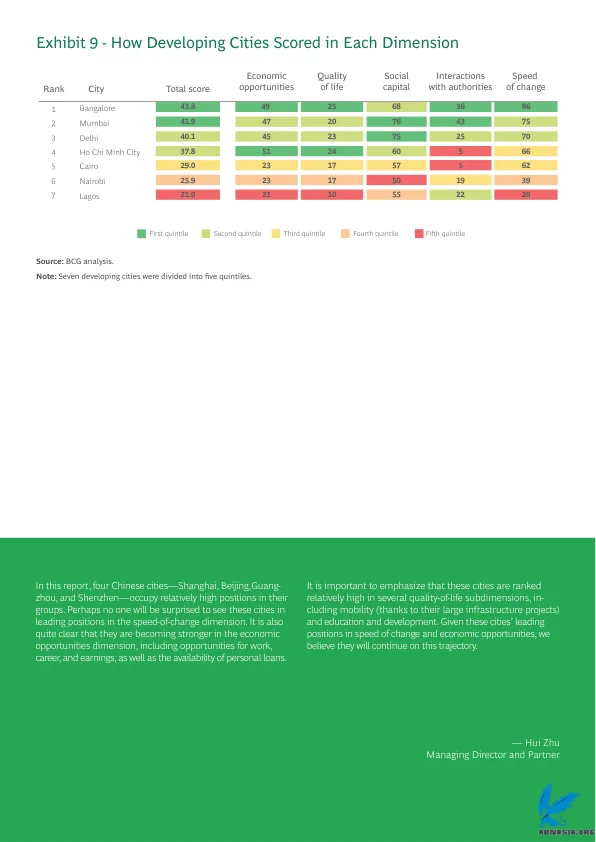 Exhibit 9 - How Developing Cities Scored in Each Dimension
Rank City Total score Economic opportunities Quality of life Social capital Interactions with authorities Speed of change
1 Bangalore 43.8 49 25 68 36 86
2 Mumbai 41.9 47 20 76 43 75
3 Delhi 40.1 45 23 75 25 70
4 Ho Chi Minh City 37.8 51 24 60 5 66
5 Cairo 29.0 23 17 57 5 62
6 Nairobi 25.9 23 17 50 19 39
7 Lagos 21.0 21 10 55 22 20
First quintile Second quintile Third quintile Fourth quintile Fifth quintile
Source: BCG analysis.
Note: Seven developing cities were divided into five quintiles.
In this report, four Chinese cities—Shanghai, Beijing,Guang-
zhou, and Shenzhen—occupy relatively high positions in their
groups. Perhaps no one will be surprised to see these cities in
leading positions in the speed-of-change dimension. It is also
quite clear that they are becoming stronger in the economic
opportunities dimension, including opportunities for work,
career, and earnings, as well as the availability of personal loans.
It is important to emphasize that these cities are ranked
relatively high in several quality-of-life subdimensions, in-
cluding mobility (thanks to their large infrastructure projects)
and education and development. Given these cities' leading
positions in speed of change and economic opportunities, we
believe they will continue on this trajectory.
— Hui Zhu
Managing Director and Partner
ABNASIA.ORG